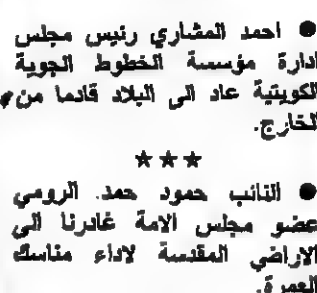 ● احمد المشاري رئيس مجلس
ادارة مؤسسة الخطوط الجوية
الكويتية عاد الى البلاد قادما من
الخارج.
★★★
● النائب حمود حمد الرومي
عضو مجلس الامة غادرنا الى
الاراضي المقدسة لاداء مناسك
العمرة.